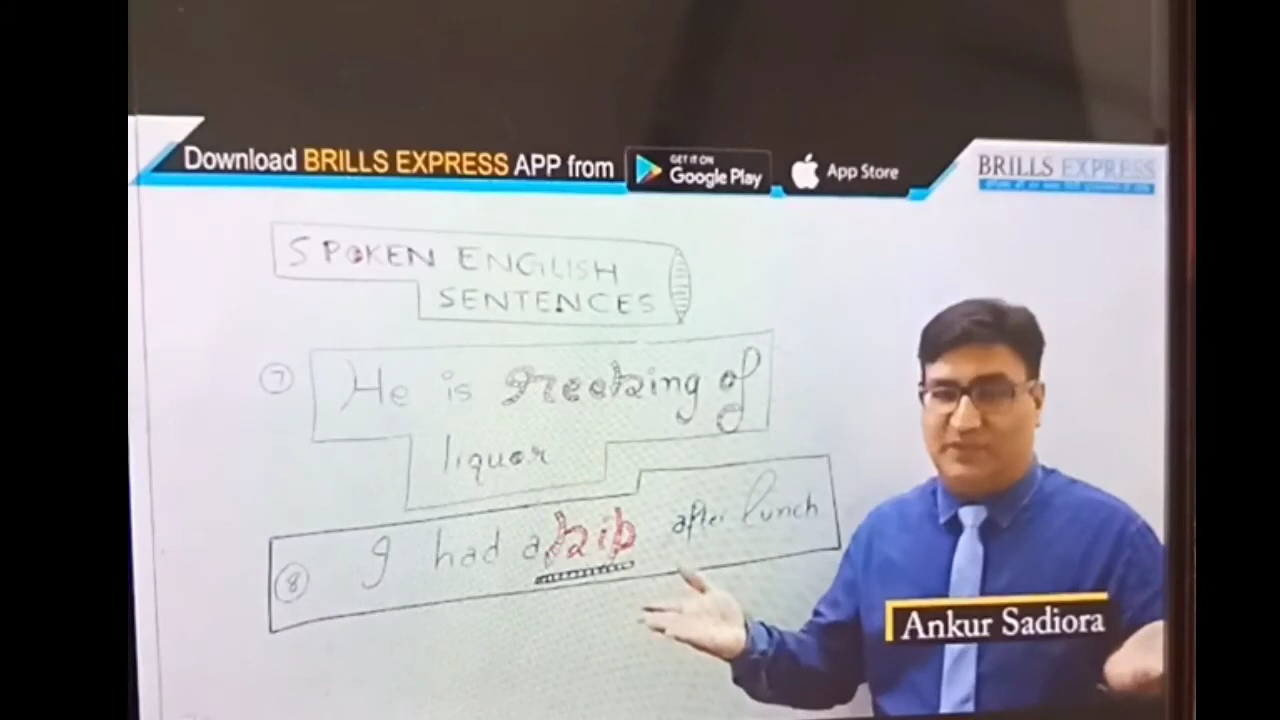 Download BRILLS EXPRESS APP from
GET IT ON
Google Play
App Store
BRILLS EXPRESS
SPOKEN ENGLISH
SENTENCES
7 He is reeking of
liquor
8 I had a kip after lunch
Ankur Sadiora